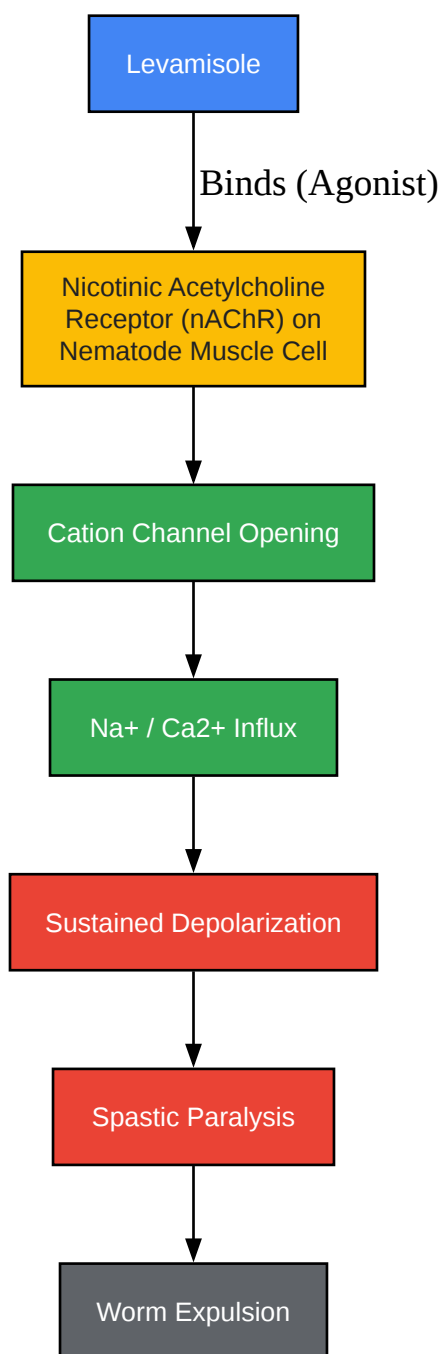 Levamisole
Binds (Agonist)
Nicotinic Acetylcholine
Receptor (nAChR) on
Nematode Muscle Cell
Cation Channel Opening
Na+ / Ca2+ Influx
Sustained Depolarization
Spastic Paralysis
Worm Expulsion